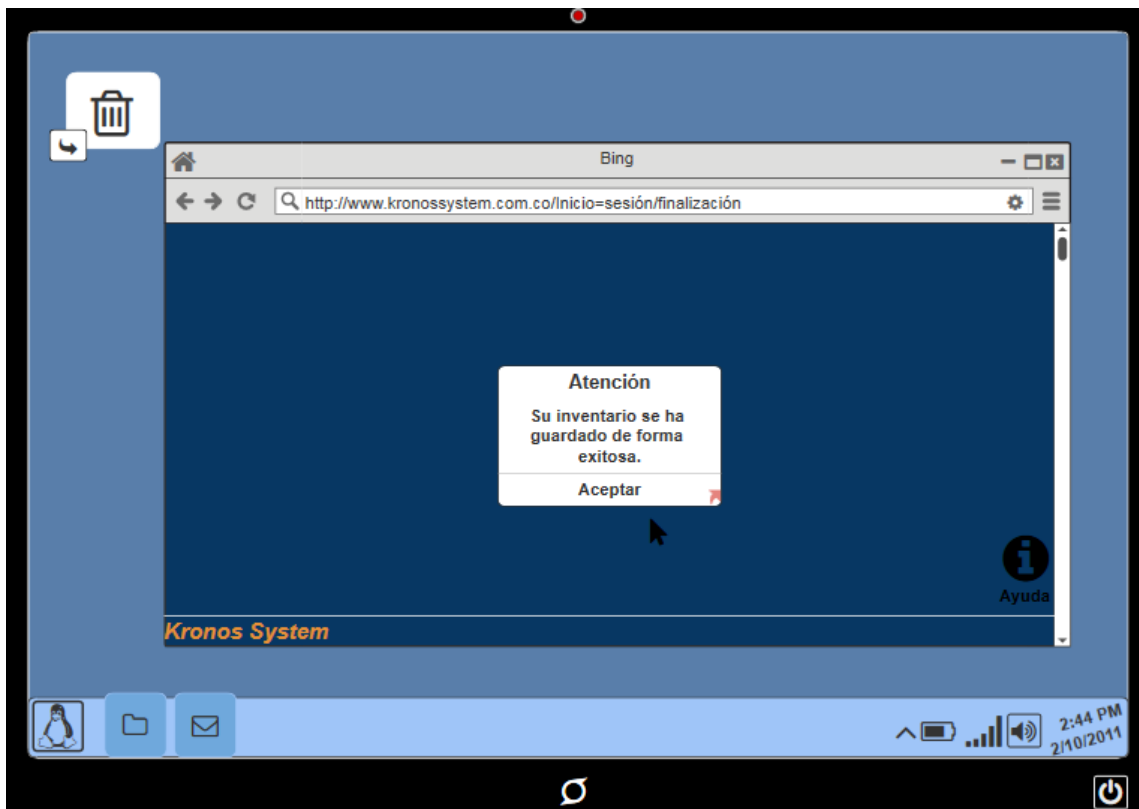 Bing
http://www.kronossystem.com.co/Inicio=sesión/finalización
Atención
Su inventario se ha
guardado de forma
exitosa.
Aceptar
Ayuda
Kronos System
2:44 PM
2/10/2011